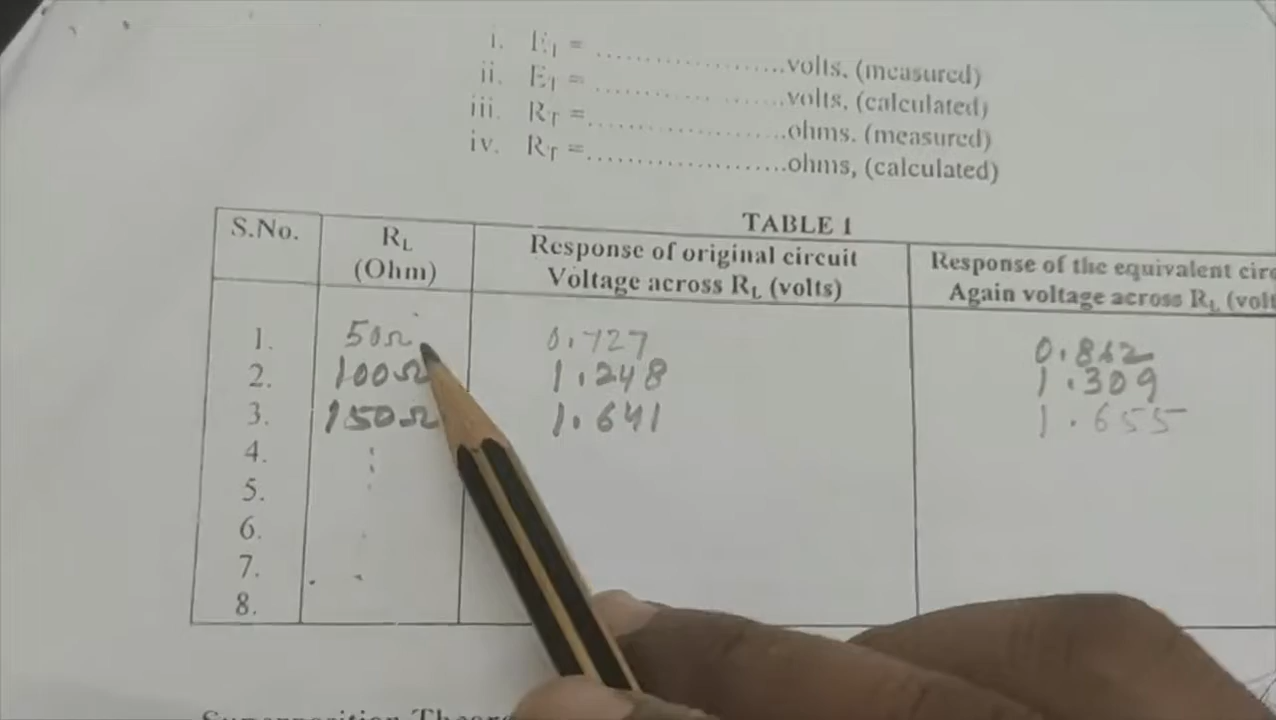 i. E_T = ....................volts, (measured)
ii. E_T = ....................volts, (calculated)
iii. R_T =.....................ohms. (measured)
iv. R_T =.....................ohms, (calculated)
TABLE 1
S.No. R_L (Ohm) Response of original circuit Voltage across R_L (volts) Response of the equivalent circ Again voltage across R_L (volt
1. 50Ω 0.727 0.862
2. 100Ω 1.248 1.309
3. 150Ω 1.641 1.655
4.
5.
6.
7.
8.